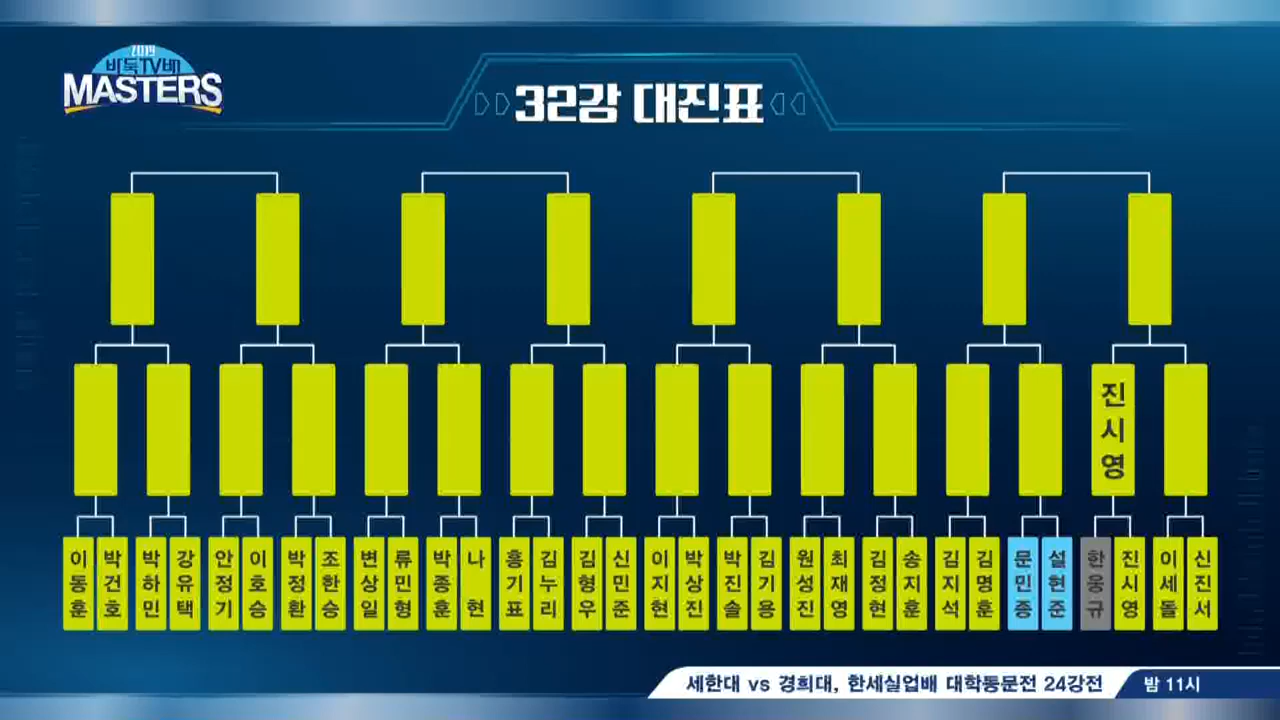 2019
바둑TV배
MASTERS
32강 대진표
진시영
이동훈
박건호
박하민
강유택
안정기
이호승
박정환
조한승
변상일
류민형
박종훈
나 현
홍기표
김누리
김형우
신민준
이지현
박상진
박진솔
김기용
원성진
최재영
김정현
송지훈
김지석
김명훈
문민종
설현준
한웅규
진시영
이세돌
신진서
세한대 vs 경희대, 한세실업배 대학동문전 24강전
밤 11시